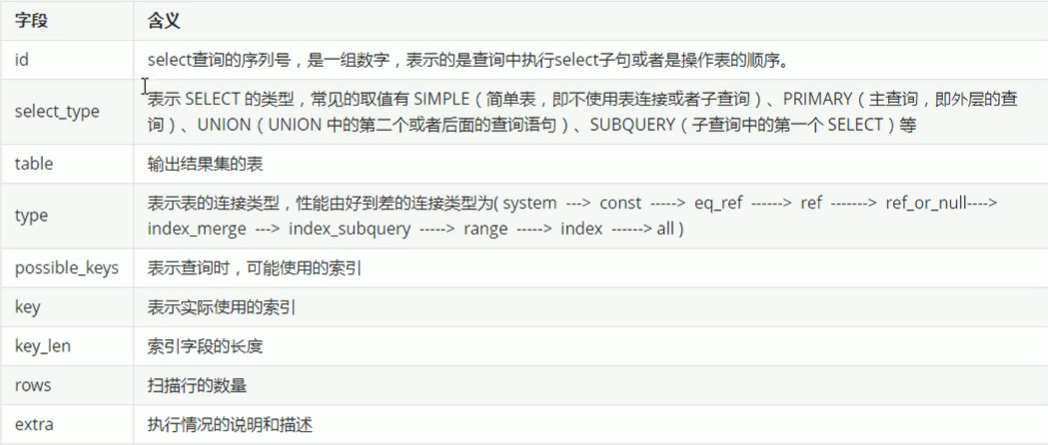 字段 含义
id select查询的序列号，是一组数字，表示的是查询中执行select子句或者是操作表的顺序。
select_type 表示 SELECT 的类型，常见的取值有 SIMPLE（简单表，即不使用表连接或者子查询）、PRIMARY（主查询，即外层的查
询）、UNION（UNION 中的第二个或者后面的查询语句）、SUBQUERY（子查询中的第一个 SELECT）等
table 输出结果集的表
type 表示表的连接类型，性能由好到差的连接类型为( system ---> const -----> eq_ref ------> ref -------> ref_or_null---->
index_merge ---> index_subquery -----> range -----> index ------> all )
possible_keys 表示查询时，可能使用的索引
key 表示实际使用的索引
key_len 索引字段的长度
rows 扫描行的数量
extra 执行情况的说明和描述